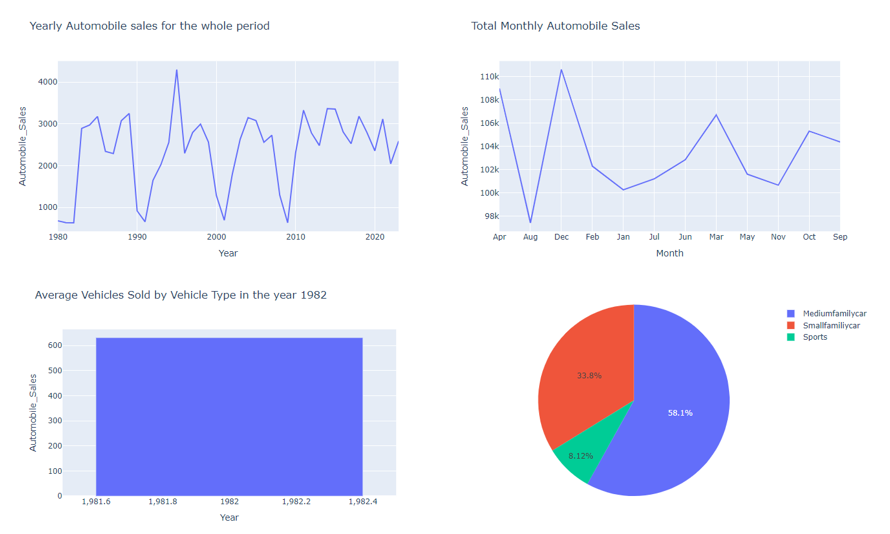 Yearly Automobile sales for the whole period
4000
3000
2000
1000
Automobile_Sales
1980 1990 2000 2010 2020
Year
Total Monthly Automobile Sales
110k
108k
106k
104k
102k
100k
98k
Automobile_Sales
Apr Aug Dec Feb Jan Jul Jun Mar May Nov Oct Sep
Month
Average Vehicles Sold by Vehicle Type in the year 1982
600
500
400
300
200
100
0
Automobile_Sales
1,981.6 1,981.8 1982 1,982.2 1,982.4
Year
33.8%
58.1%
8.12%
Mediumfamilycar
Smallfamiliycar
Sports